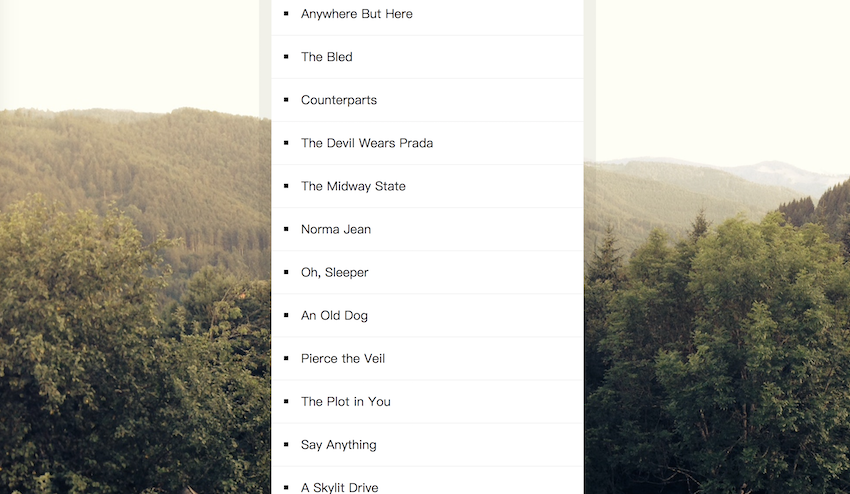 Anywhere But Here
The Bled
Counterparts
The Devil Wears Prada
The Midway State
Norma Jean
Oh, Sleeper
An Old Dog
Pierce the Veil
The Plot in You
Say Anything
A Skylit Drive